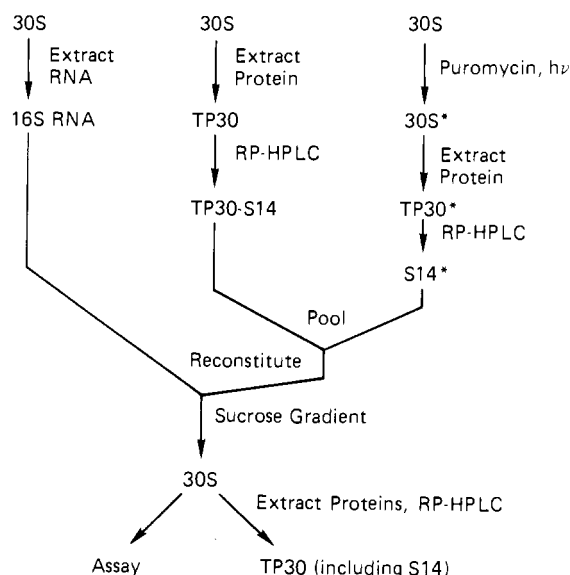 30S 30S 30S
Extract
RNA
Extract
Protein
Puromycin, hν
16S RNA TP30 30S*
RP-HPLC
Extract
Protein
TP30-S14 TP30*
RP-HPLC
S14*
Pool
Reconstitute
Sucrose Gradient
30S
Extract Proteins, RP-HPLC
Assay TP30 (including S14)